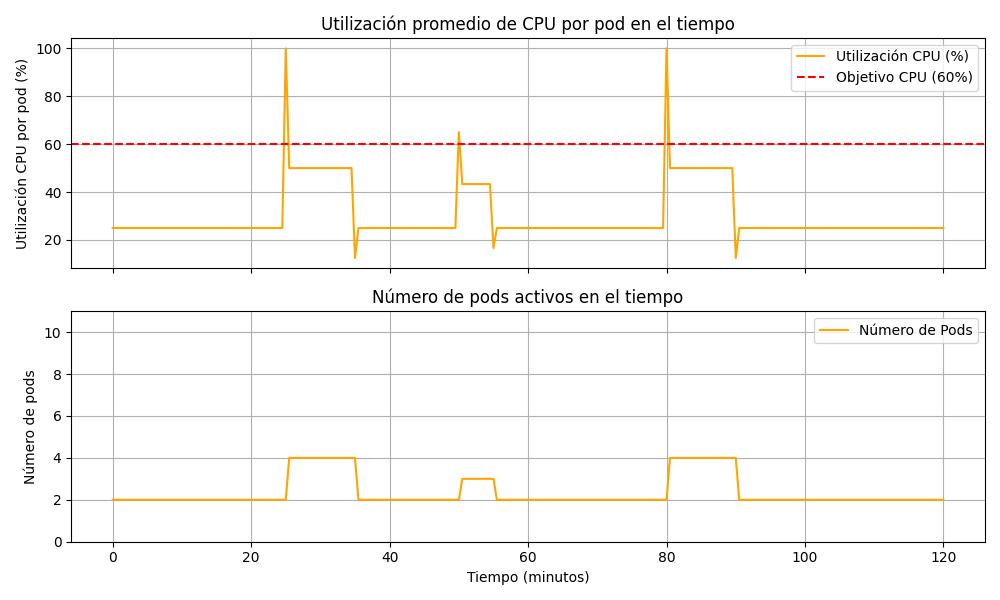 Utilización promedio de CPU por pod en el tiempo
Utilización CPU por pod (%)
100
80
60
40
20
Utilización CPU (%)
Objetivo CPU (60%)
Número de pods activos en el tiempo
Número de pods
10
8
6
4
2
0
Número de Pods
0 20 40 60 80 100 120
Tiempo (minutos)